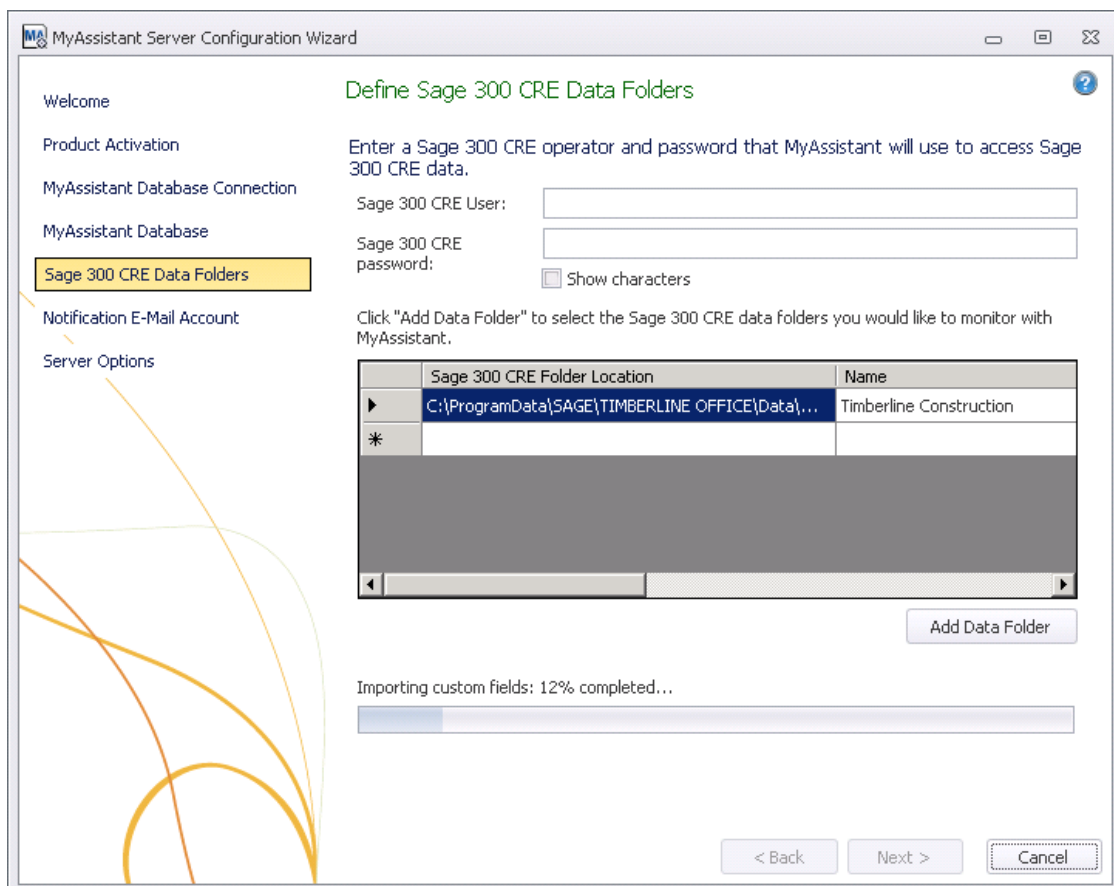 MA MyAssistant Server Configuration Wizard
Welcome
Product Activation
MyAssistant Database Connection
MyAssistant Database
Sage 300 CRE Data Folders
Notification E-Mail Account
Server Options
Define Sage 300 CRE Data Folders
?
Enter a Sage 300 CRE operator and password that MyAssistant will use to access Sage
300 CRE data.
Sage 300 CRE User:
Sage 300 CRE
password:
Show characters
Click "Add Data Folder" to select the Sage 300 CRE data folders you would like to monitor with
MyAssistant.
Sage 300 CRE Folder Location Name
C:\ProgramData\SAGE\TIMBERLINE OFFICE\Data\... Timberline Construction
Add Data Folder
Importing custom fields: 12% completed...
< Back Next > Cancel